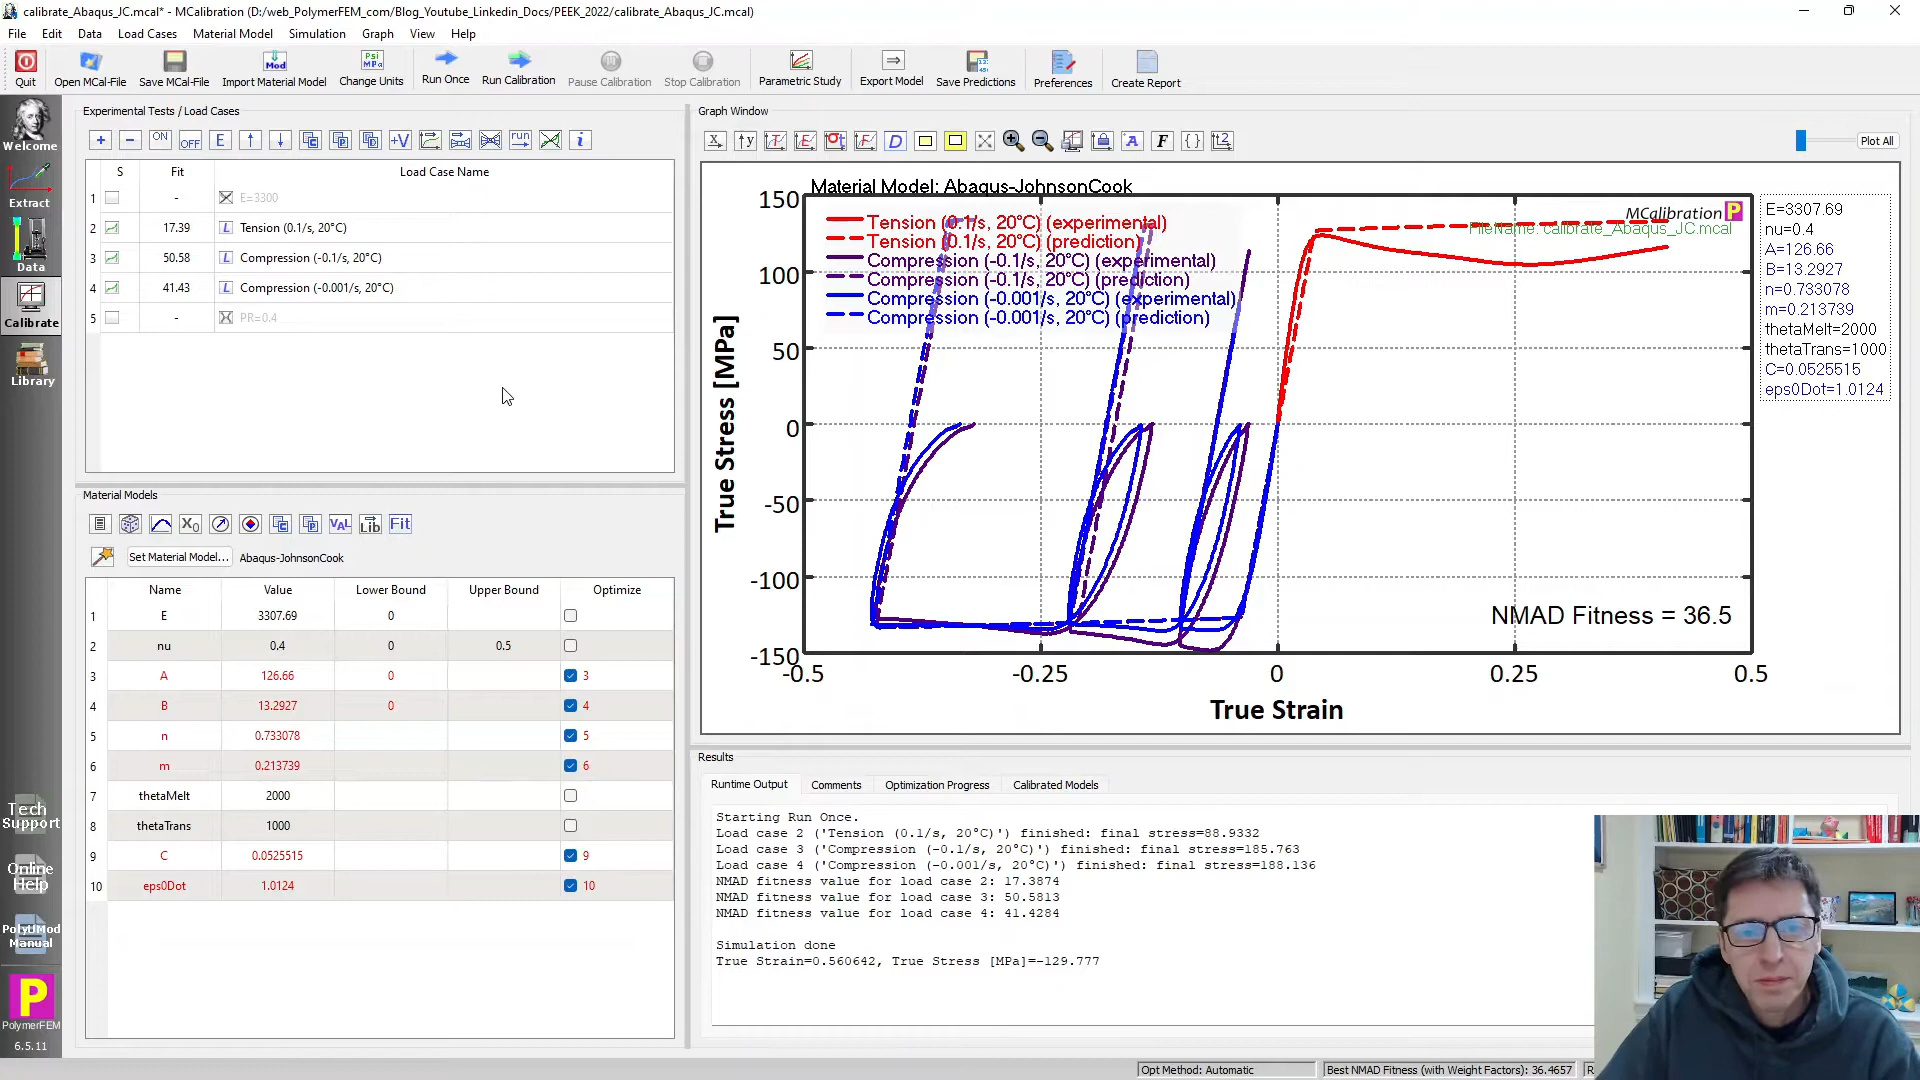 calibrate_Abaqus_JC.mcal* - MCalibration (D:/web_PolymerFEM_com/Blog_Youtube_Linkedin_Docs/PEEK_2022/calibrate_Abaqus_JC.mcal)
File Edit Data Load Cases Material Model Simulation Graph View Help
Psi
Mod MPa
Quit Open MCal-File Save MCal-File Import Material Model Change Units Run Once Run Calibration Pause Calibration Stop Calibration Parametric Study Export Model Save Predictions Preferences Create Report
Experimental Tests / Load Cases
+ - ON OFF E +V run i
S Fit Load Case Name
1 - E=3300
2 17.39 L Tension (0.1/s, 20°C)
3 50.58 L Compression (-0.1/s, 20°C)
4 41.43 L Compression (-0.001/s, 20°C)
5 - PR=0.4
Welcome
Extract
Data
Calibrate
Library
Tech
Support
Online
Help
PolyUMod
Manual
P
PolymerFEM
6.5.11
Material Models
X0 VAL Lib Fit
Set Material Model... Abaqus-JohnsonCook
Name Value Lower Bound Upper Bound Optimize
1 E 3307.69 0
2 nu 0.4 0 0.5
3 A 126.66 0 3
4 B 13.2927 0 4
5 n 0.733078 5
6 m 0.213739 6
7 thetaMelt 2000
8 thetaTrans 1000
9 C 0.0525515 9
10 eps0Dot 1.0124 10
Graph Window
x y T E σt F D A F { } Plot All
Material Model: Abaqus-JohnsonCook
Tension (0.1/s, 20°C) (experimental)
Tension (0.1/s, 20°C) (prediction)
Compression (-0.1/s, 20°C) (experimental)
Compression (-0.1/s, 20°C) (prediction)
Compression (-0.001/s, 20°C) (experimental)
Compression (-0.001/s, 20°C) (prediction)
MCalibration P
FileName: calibrate_Abaqus_JC.mcal
150
100
50
0
-50
-100
-150
True Stress [MPa]
NMAD Fitness = 36.5
-0.5 -0.25 0 0.25 0.5
True Strain
E=3307.69
nu=0.4
A=126.66
B=13.2927
n=0.733078
m=0.213739
thetaMelt=2000
thetaTrans=1000
C=0.0525515
eps0Dot=1.0124
Results
Runtime Output Comments Optimization Progress Calibrated Models
Starting Run Once.
Load case 2 ('Tension (0.1/s, 20°C)') finished: final stress=88.9332
Load case 3 ('Compression (-0.1/s, 20°C)') finished: final stress=185.763
Load case 4 ('Compression (-0.001/s, 20°C)') finished: final stress=188.136
NMAD fitness value for load case 2: 17.3874
NMAD fitness value for load case 3: 50.5813
NMAD fitness value for load case 4: 41.4284
Simulation done
True Strain=0.560642, True Stress [MPa]=-129.777
Opt Method: Automatic Best NMAD Fitness (with Weight Factors): 36.4657